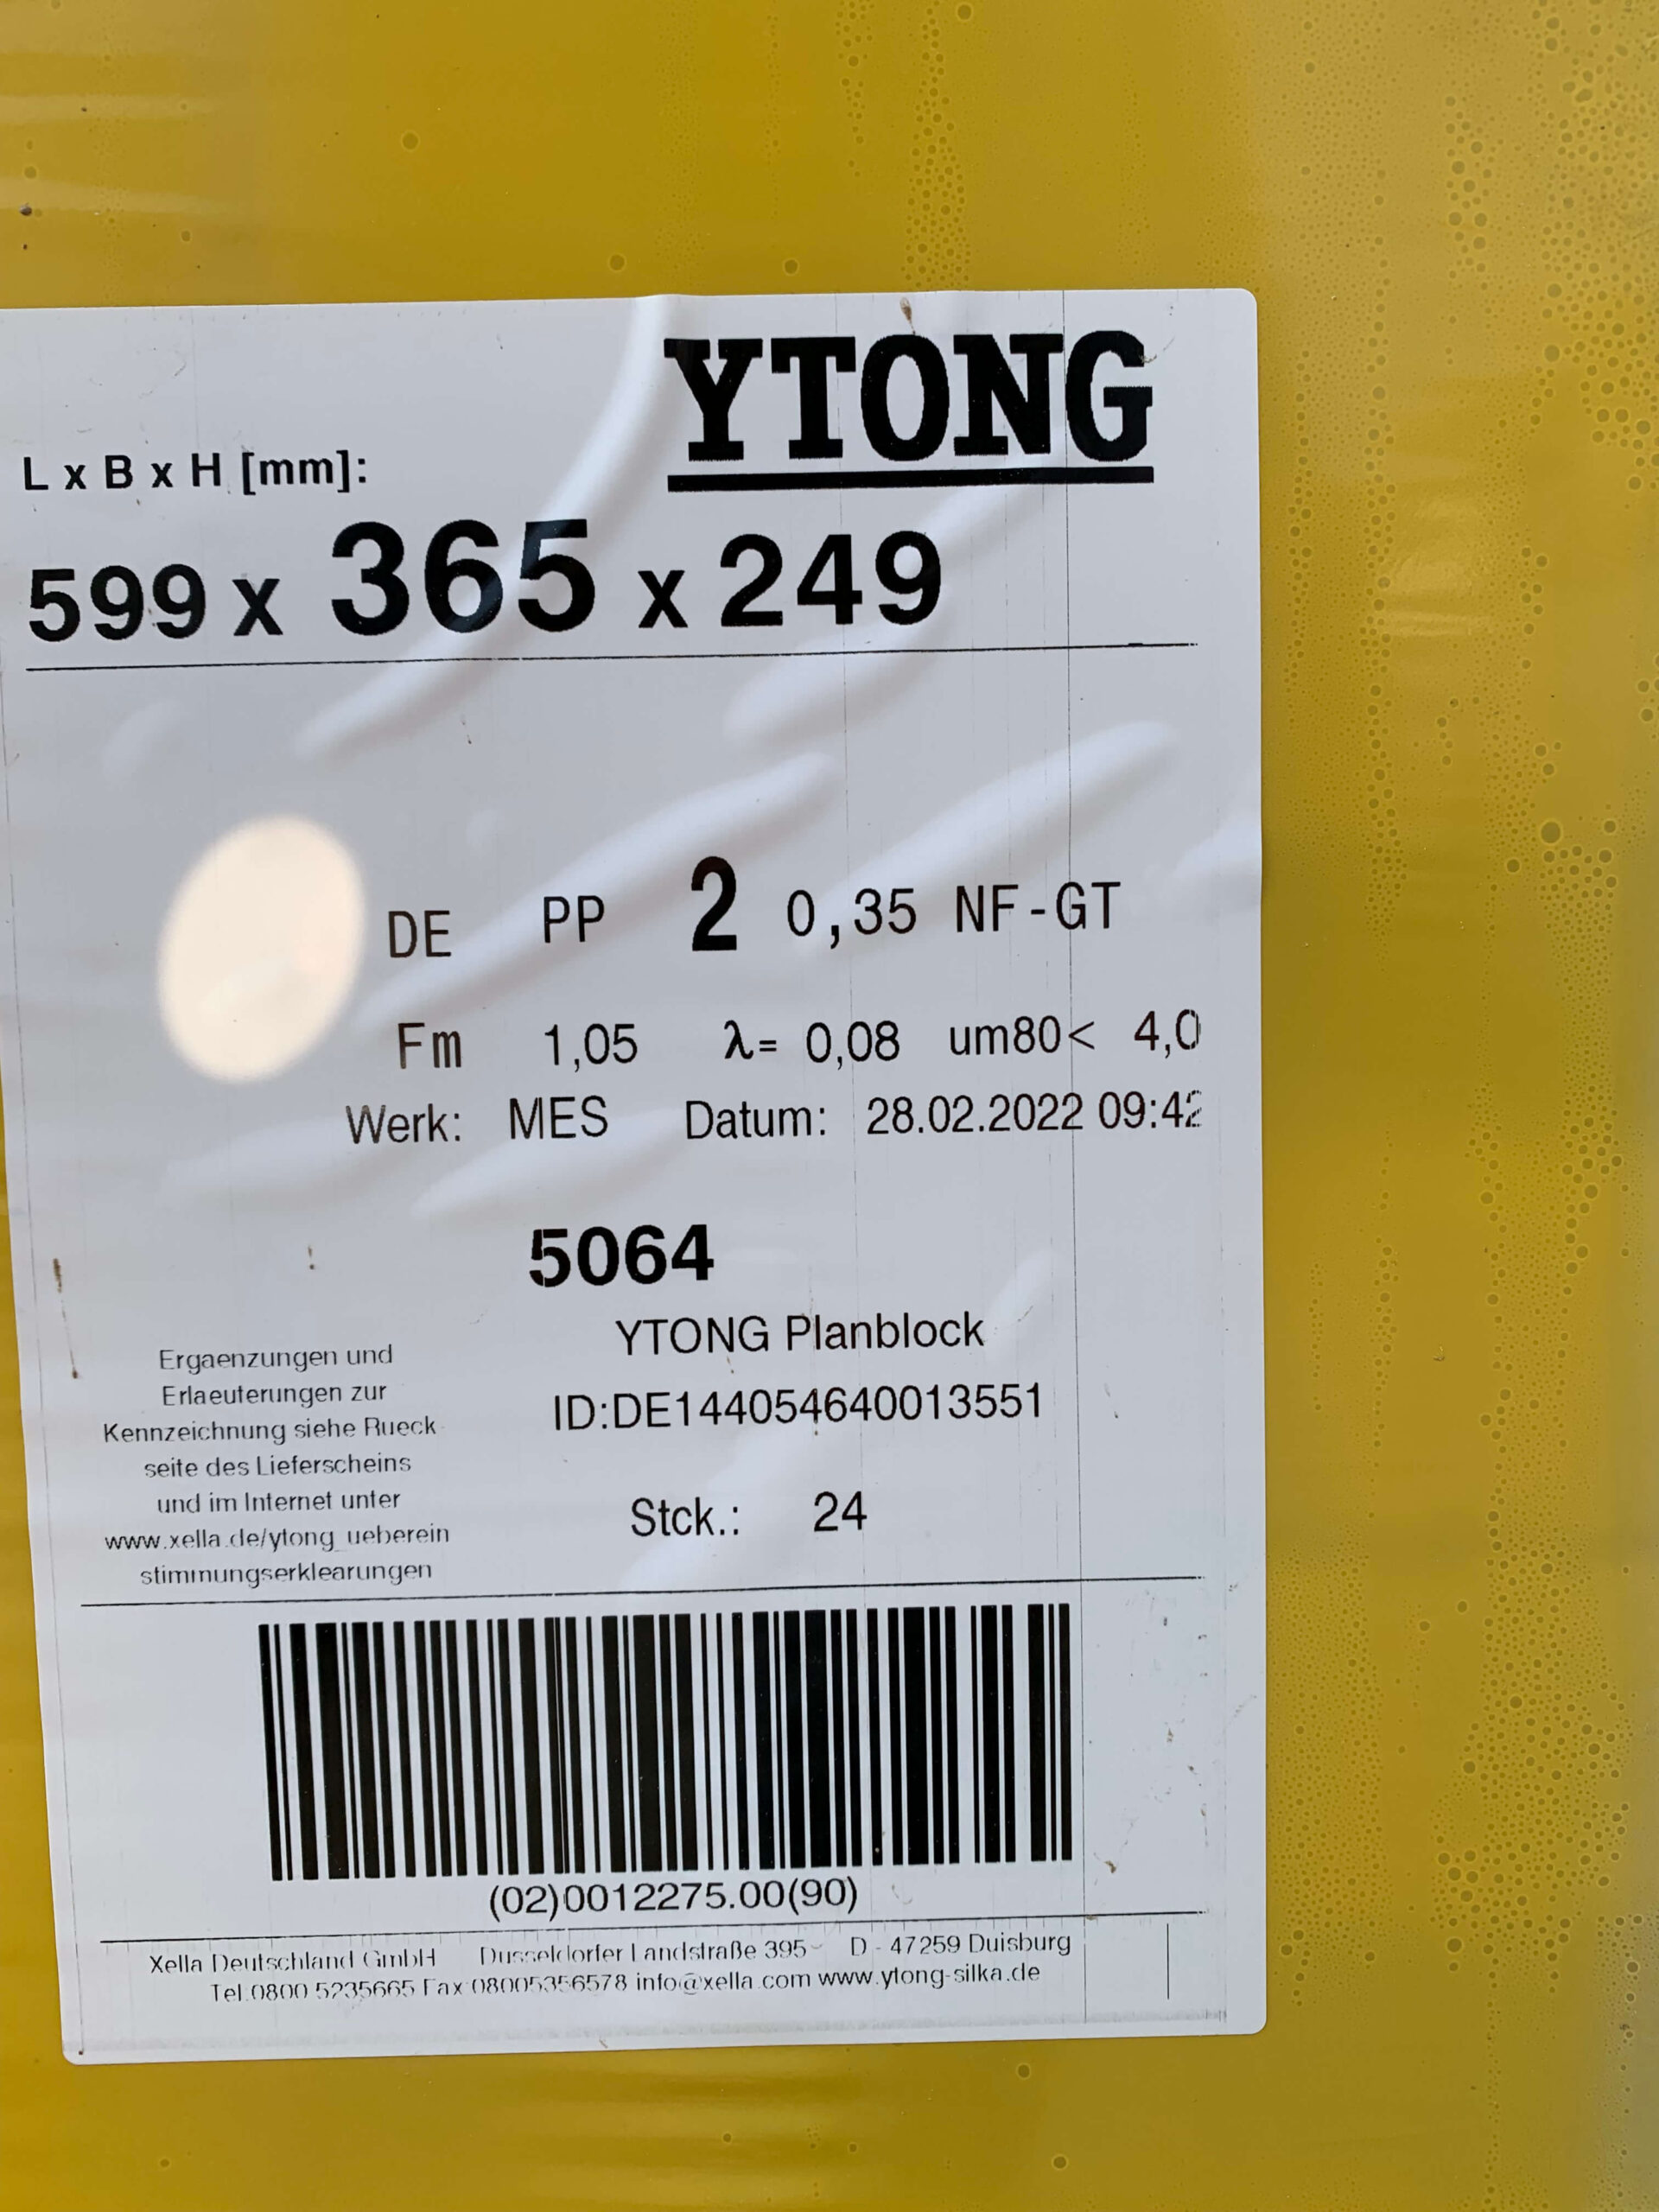 YTONG
L x B x H [mm]:
599 x 365 x 249
DE PP 2 0,35 NF-GT
Fm 1,05 λ= 0,08 um80< 4,0
Werk: MES Datum: 28.02.2022 09:42
5064
YTONG Planblock
ID:DE144054640013551
Stck.: 24
Ergaenzungen und
Erlaeuterungen zur
Kennzeichnung siehe Rueck-
seite des Lieferscheins
und im Internet unter
www.xella.de/ytong_ueberein
stimmungserklearungen
(02)0012275.00(90)
Xella Deutschland GmbH Dusseldorfer Landstraße 395 D - 47259 Duisburg
Tel.0800 5235665 Fax:08005356578 info@xella.com www.ytong-silka.de